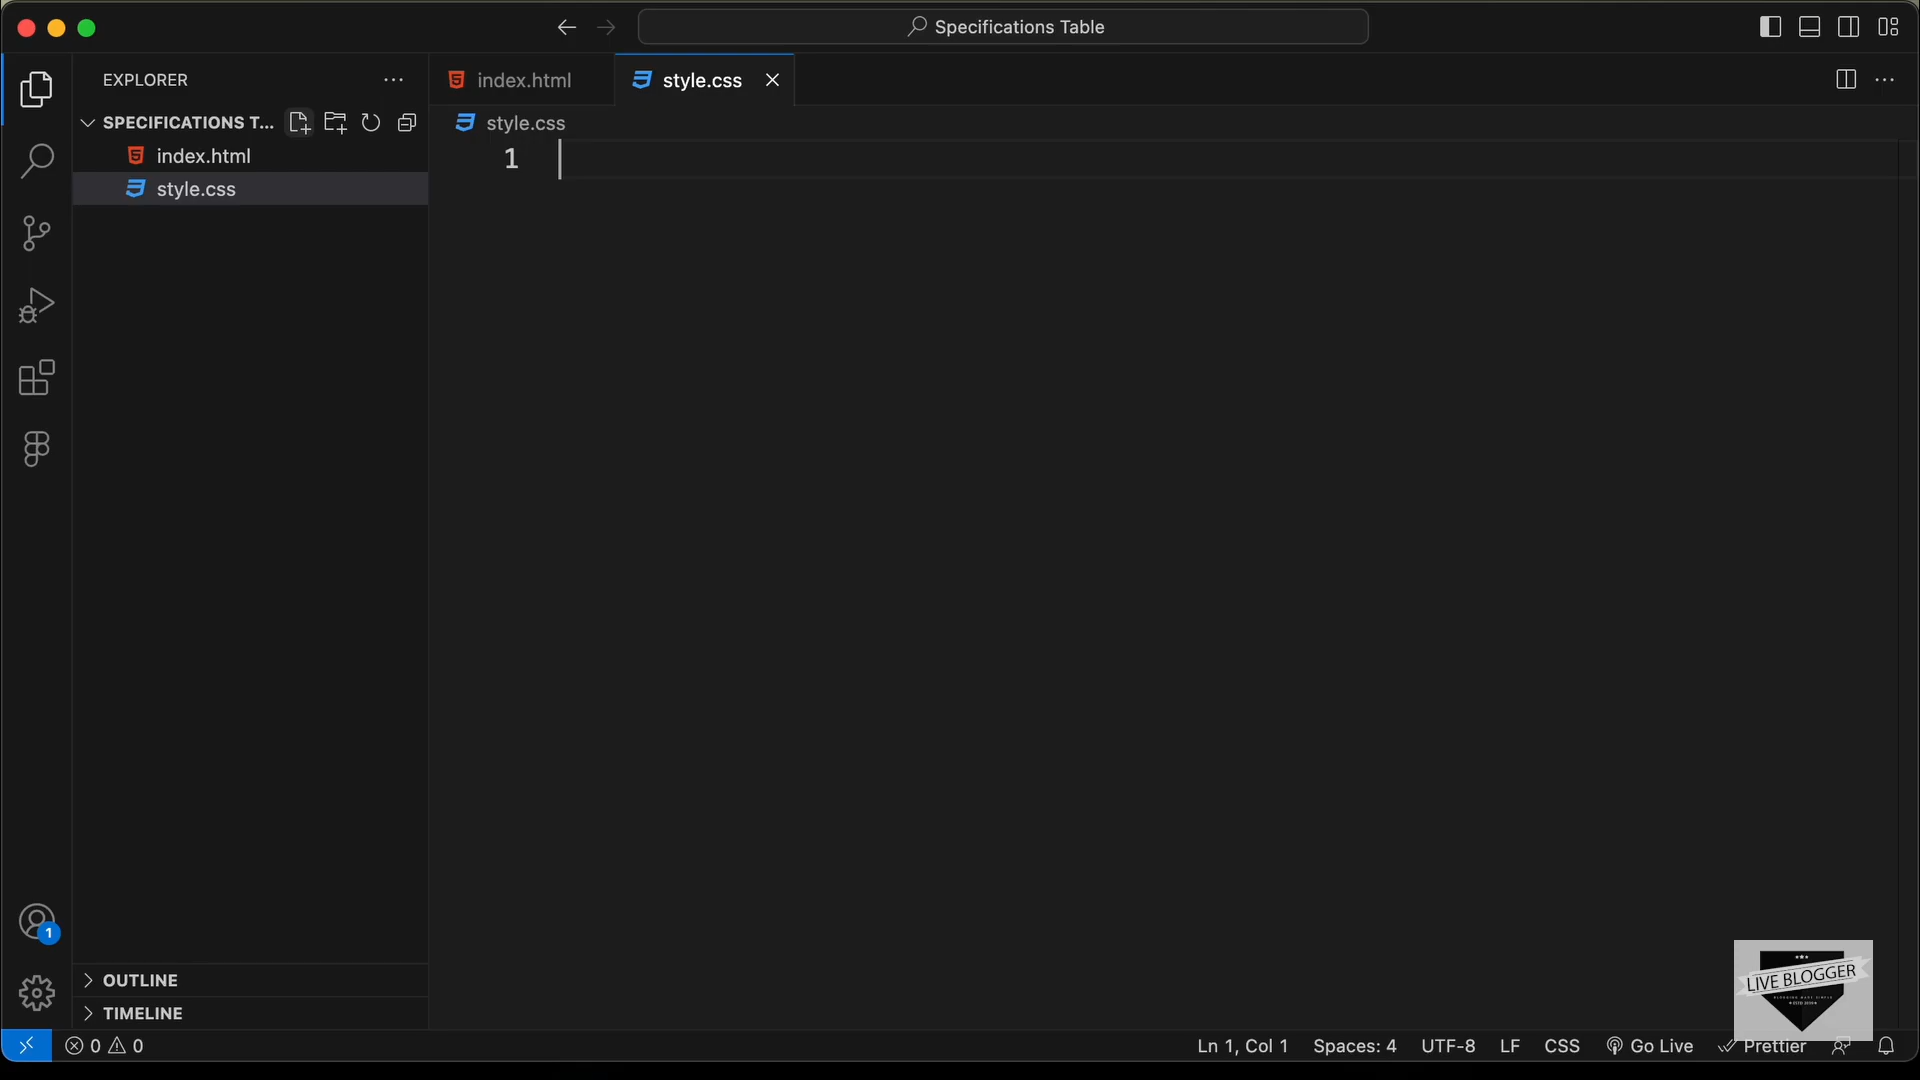 Specifications Table
EXPLORER
index.html
style.css
SPECIFICATIONS T...
style.css
index.html
style.css
1
1
OUTLINE
TIMELINE
LIVE BLOGGER
0 0
Ln 1, Col 1 Spaces: 4 UTF-8 LF CSS Go Live Prettier